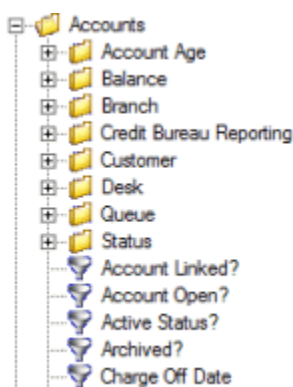 Accounts
Account Age
Balance
Branch
Credit Bureau Reporting
Customer
Desk
Queue
Status
Account Linked?
Account Open?
Active Status?
Archived?
Charge Off Date